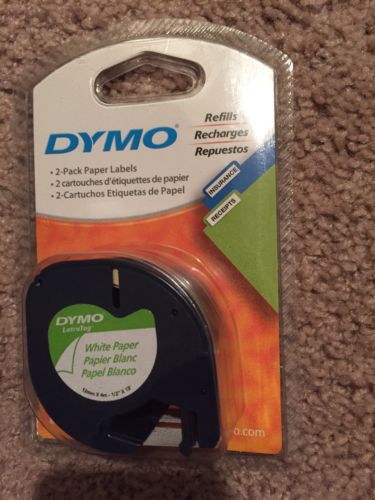 DYMO®
Refills
Recharges
Repuestos
• 2-Pack Paper Labels
• 2 cartouches d'étiquettes de papier
• 2-Cartuchos Etiquetas de Papel
INSURANCE
RECEIPTS
DYMO
LetraTag
White Paper
Papier Blanc
Papel Blanco
12mm X 4m - 1/2" X 13'
o.com